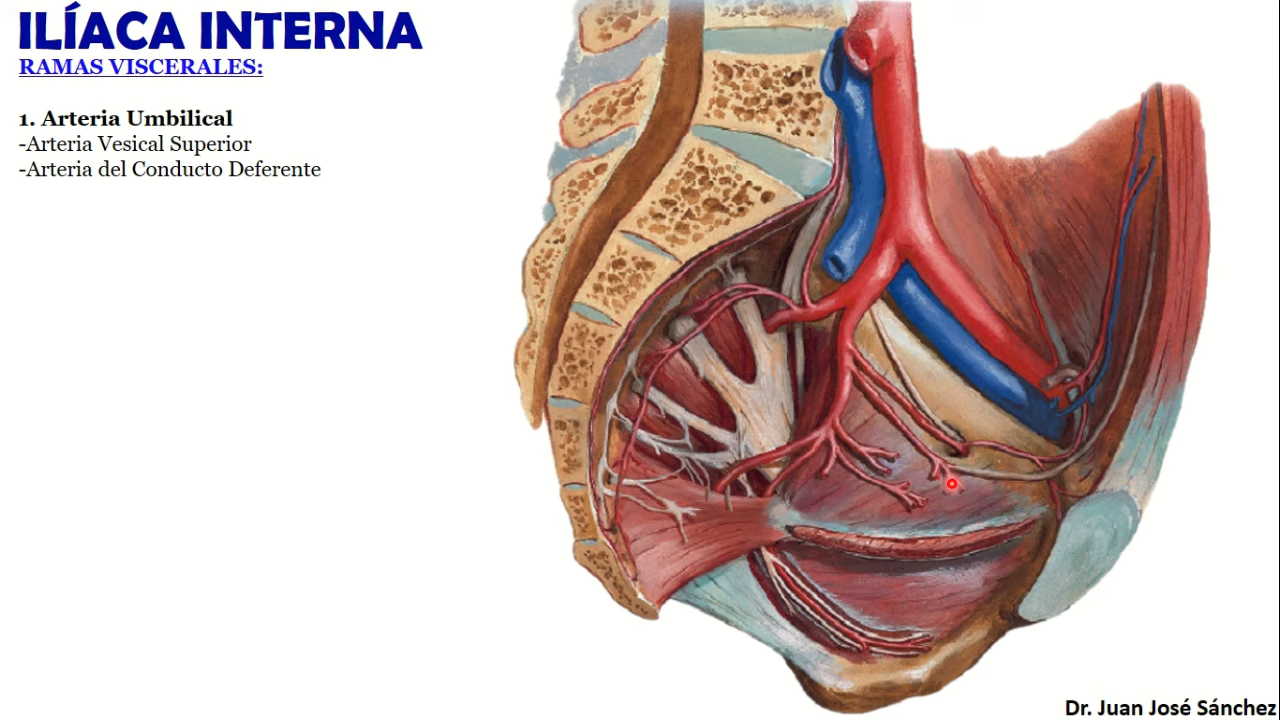 ILÍACA INTERNA
RAMAS VISCERALES:
1. Arteria Umbilical
-Arteria Vesical Superior
-Arteria del Conducto Deferente
Dr. Juan José Sánchez